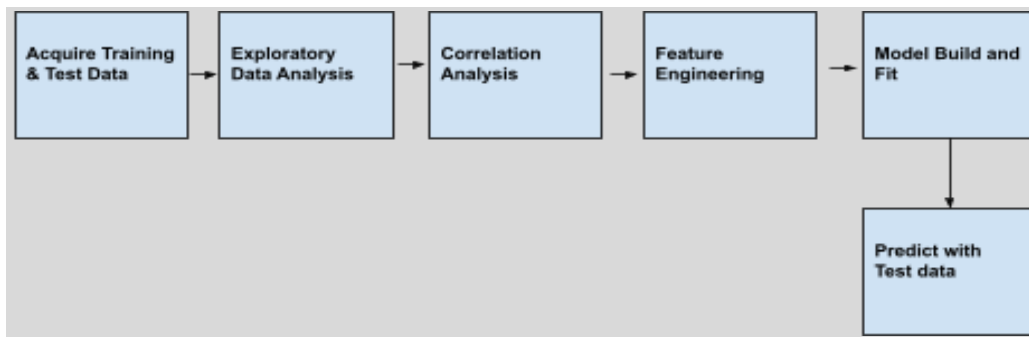 Acquire Training
& Test Data
Exploratory
Data Analysis
Correlation
Analysis
Feature
Engineering
Model Build and
Fit
Predict with
Test data